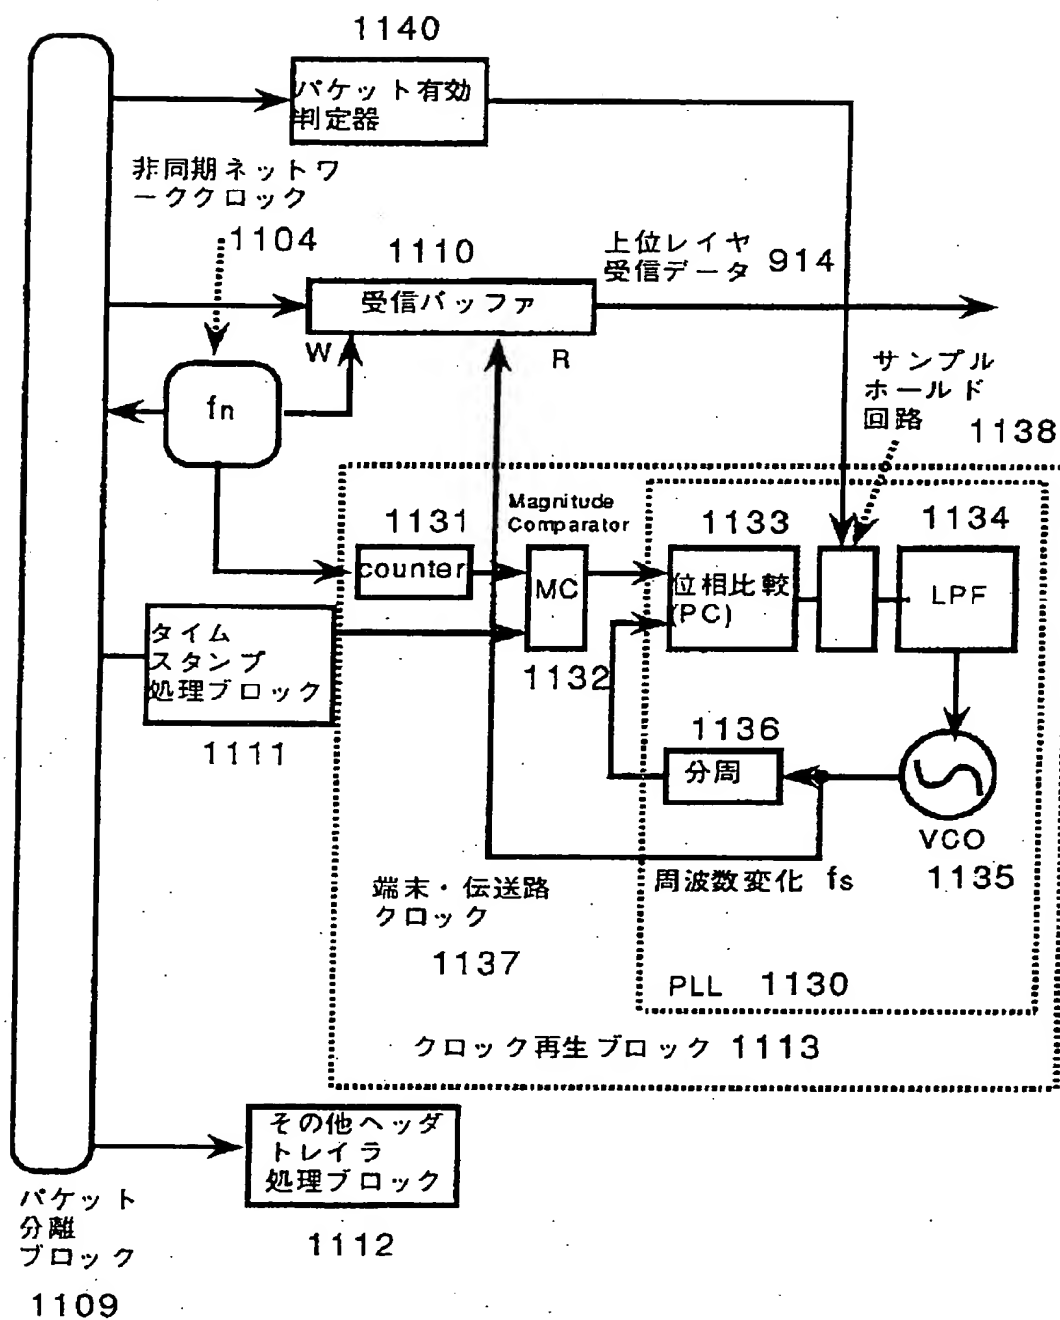 1140
パケット有効
判定器
非同期ネットワ
ーククロック
1104
1110
上位レイヤ
受信データ 914
受信バッファ
W
R
サンプル
ホールド
回路
1138
fn
Magnitude
Comparator
1131
1133
1134
counter
MC
位相比較
(PC)
LPF
タイム
スタンプ
処理ブロック
1132
1111
1136
分周
VCO
1135
周波数変化 fs
端末・伝送路
クロック
1137
PLL 1130
クロック再生ブロック 1113
その他ヘッダ
トレイラ
処理ブロック
1112
パケット
分離
ブロック
1109